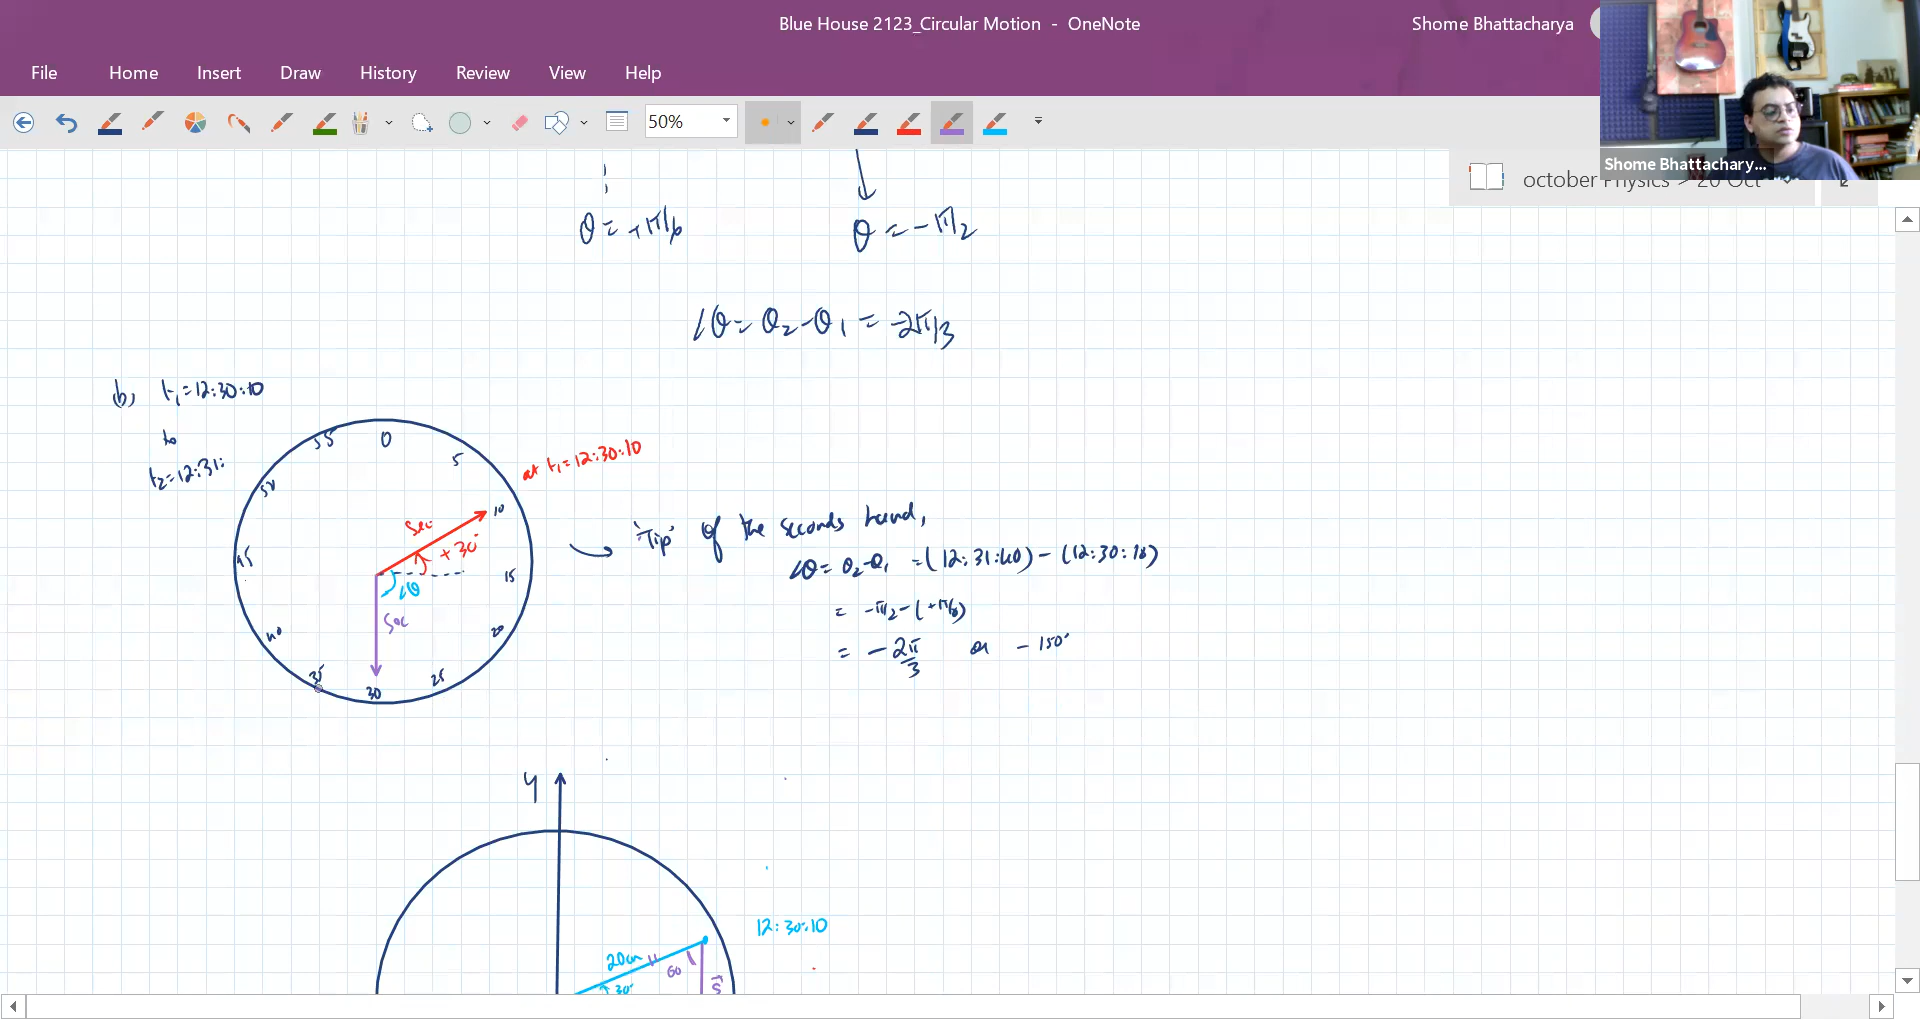 Blue House 2123_Circular Motion - OneNote
Shome Bhattacharya
File Home Insert Draw History Review View Help
50%
Shome Bhattachary...
october Physics > 20 Oct
θ = +π/6
θ = -π/2
∠θ = θ₂ - θ₁ = -2π/3
b) t₁ = 12:30:10
to
t₂ = 12:31:
0
5
10
15
20
25
30
35
40
45
50
55
Sec
+30°
∠θ
Sec
at t₁ = 12:30:10
'Tip' of the seconds hand,
∠θ = θ₂-θ₁ = (12:31:40) - (12:30:10)
= -π/2 - (+π/6)
= - 2π/3 or - 150°
y
12:30:10
20cm
60
30°